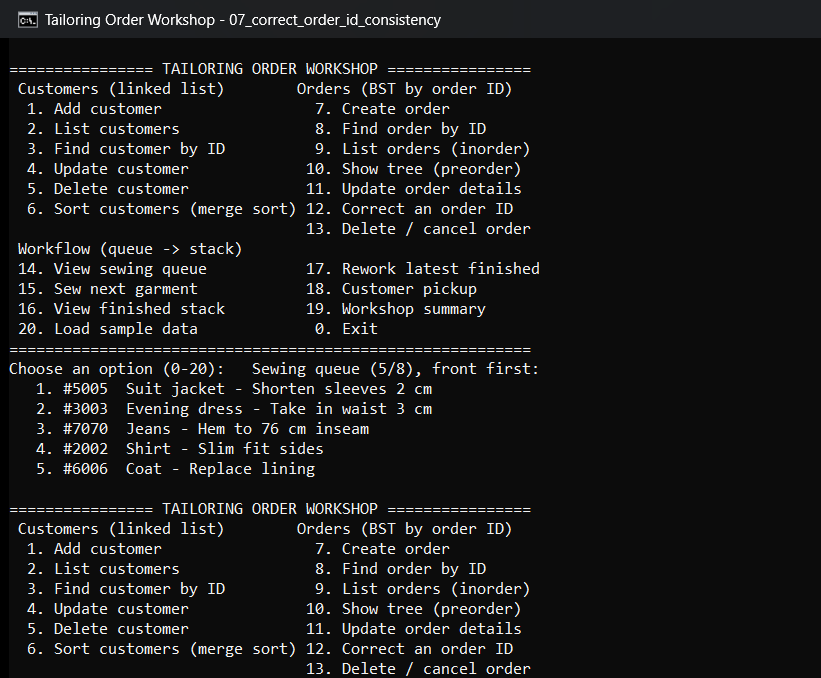 Tailoring Order Workshop - 07_correct_order_id_consistency
================ TAILORING ORDER WORKSHOP ================
 Customers (linked list)        Orders (BST by order ID)
  1. Add customer                 7. Create order
  2. List customers               8. Find order by ID
  3. Find customer by ID          9. List orders (inorder)
  4. Update customer             10. Show tree (preorder)
  5. Delete customer             11. Update order details
  6. Sort customers (merge sort) 12. Correct an order ID
                                 13. Delete / cancel order
 Workflow (queue -> stack)
 14. View sewing queue           17. Rework latest finished
 15. Sew next garment            18. Customer pickup
 16. View finished stack         19. Workshop summary
 20. Load sample data             0. Exit
==========================================================
Choose an option (0-20):   Sewing queue (5/8), front first:
   1. #5005  Suit jacket - Shorten sleeves 2 cm
   2. #3003  Evening dress - Take in waist 3 cm
   3. #7070  Jeans - Hem to 76 cm inseam
   4. #2002  Shirt - Slim fit sides
   5. #6006  Coat - Replace lining
================ TAILORING ORDER WORKSHOP ================
 Customers (linked list)        Orders (BST by order ID)
  1. Add customer                 7. Create order
  2. List customers               8. Find order by ID
  3. Find customer by ID          9. List orders (inorder)
  4. Update customer             10. Show tree (preorder)
  5. Delete customer             11. Update order details
  6. Sort customers (merge sort) 12. Correct an order ID
                                 13. Delete / cancel order